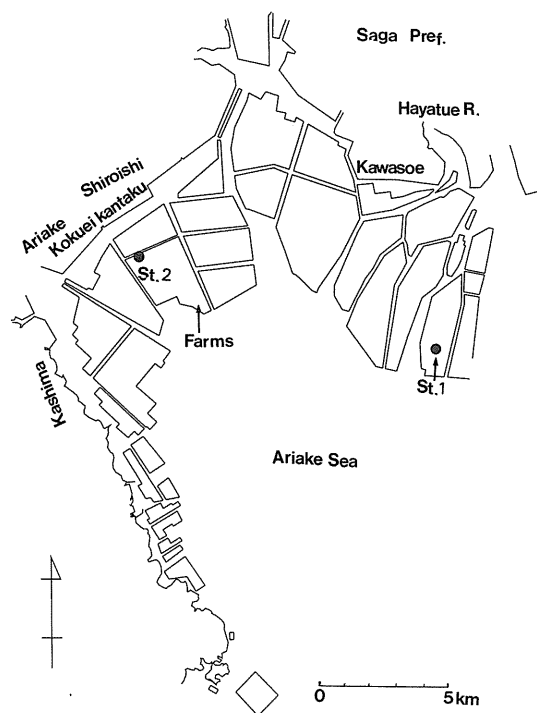 Saga Pref.
Hayatue R.
Kawasoe
Shiroishi
Ariake
Kokuei kantaku
St.2
Farms
Kashima
St.1
Ariake Sea
0
5km